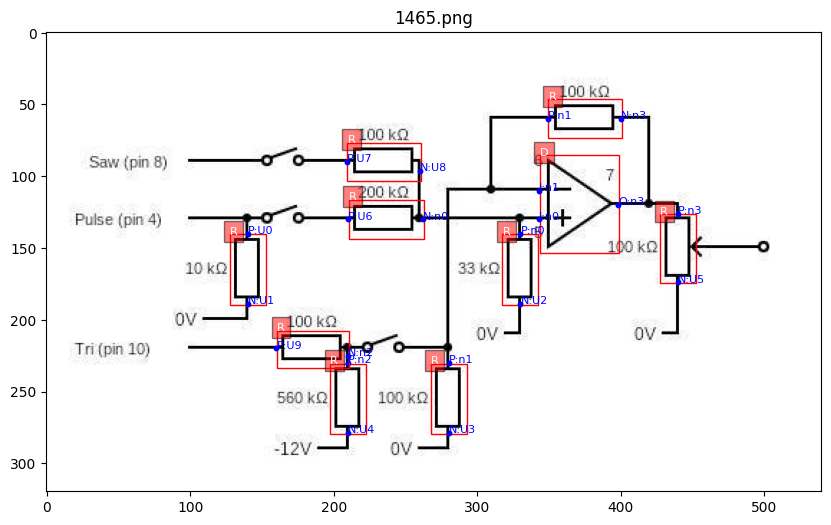 1465.png
0
50
100
150
200
250
300
0
100
200
300
400
500
R
100 kΩ
P:n1
N:n3
R
100 kΩ
Saw (pin 8)
P:U7
N:U8
D
7
R
200 kΩ
I:n1
O:n3
Pulse (pin 4)
P:U6
N:n0
I:n0
R
P:n3
R
P:U0
R
P:n0
100 kΩ
10 kΩ
33 kΩ
N:U5
N:U1
N:U2
0V
R
100 kΩ
0V
0V
Tri (pin 10)
P:U9
N:n2
R
P:n2
R
P:n1
560 kΩ
100 kΩ
N:U4
N:U3
-12V
0V